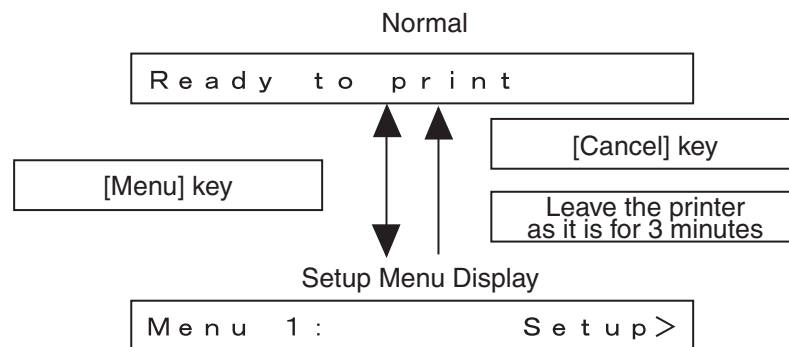 Normal
Ready to print
[Cancel] key
[Menu] key
Leave the printer
as it is for 3 minutes
Setup Menu Display
Menu 1: Setup>